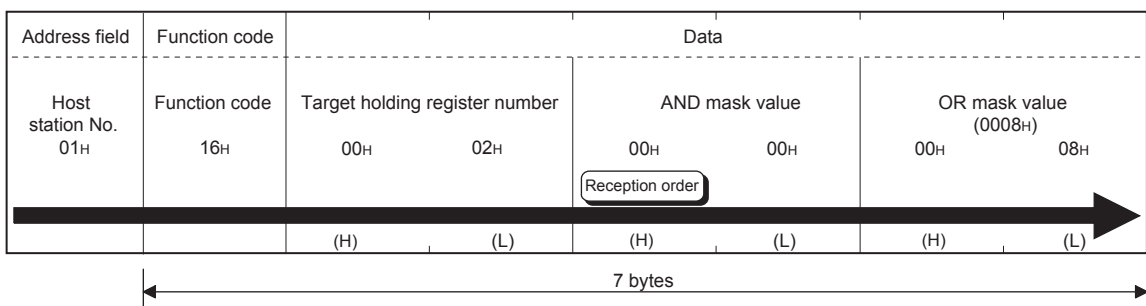 Address field Function code Data
Host station No. Function code Target holding register number AND mask value OR mask value (0008H)
01H 16H 00H 02H 00H 00H 00H 08H
Reception order
(H) (L) (H) (L) (H) (L)
7 bytes